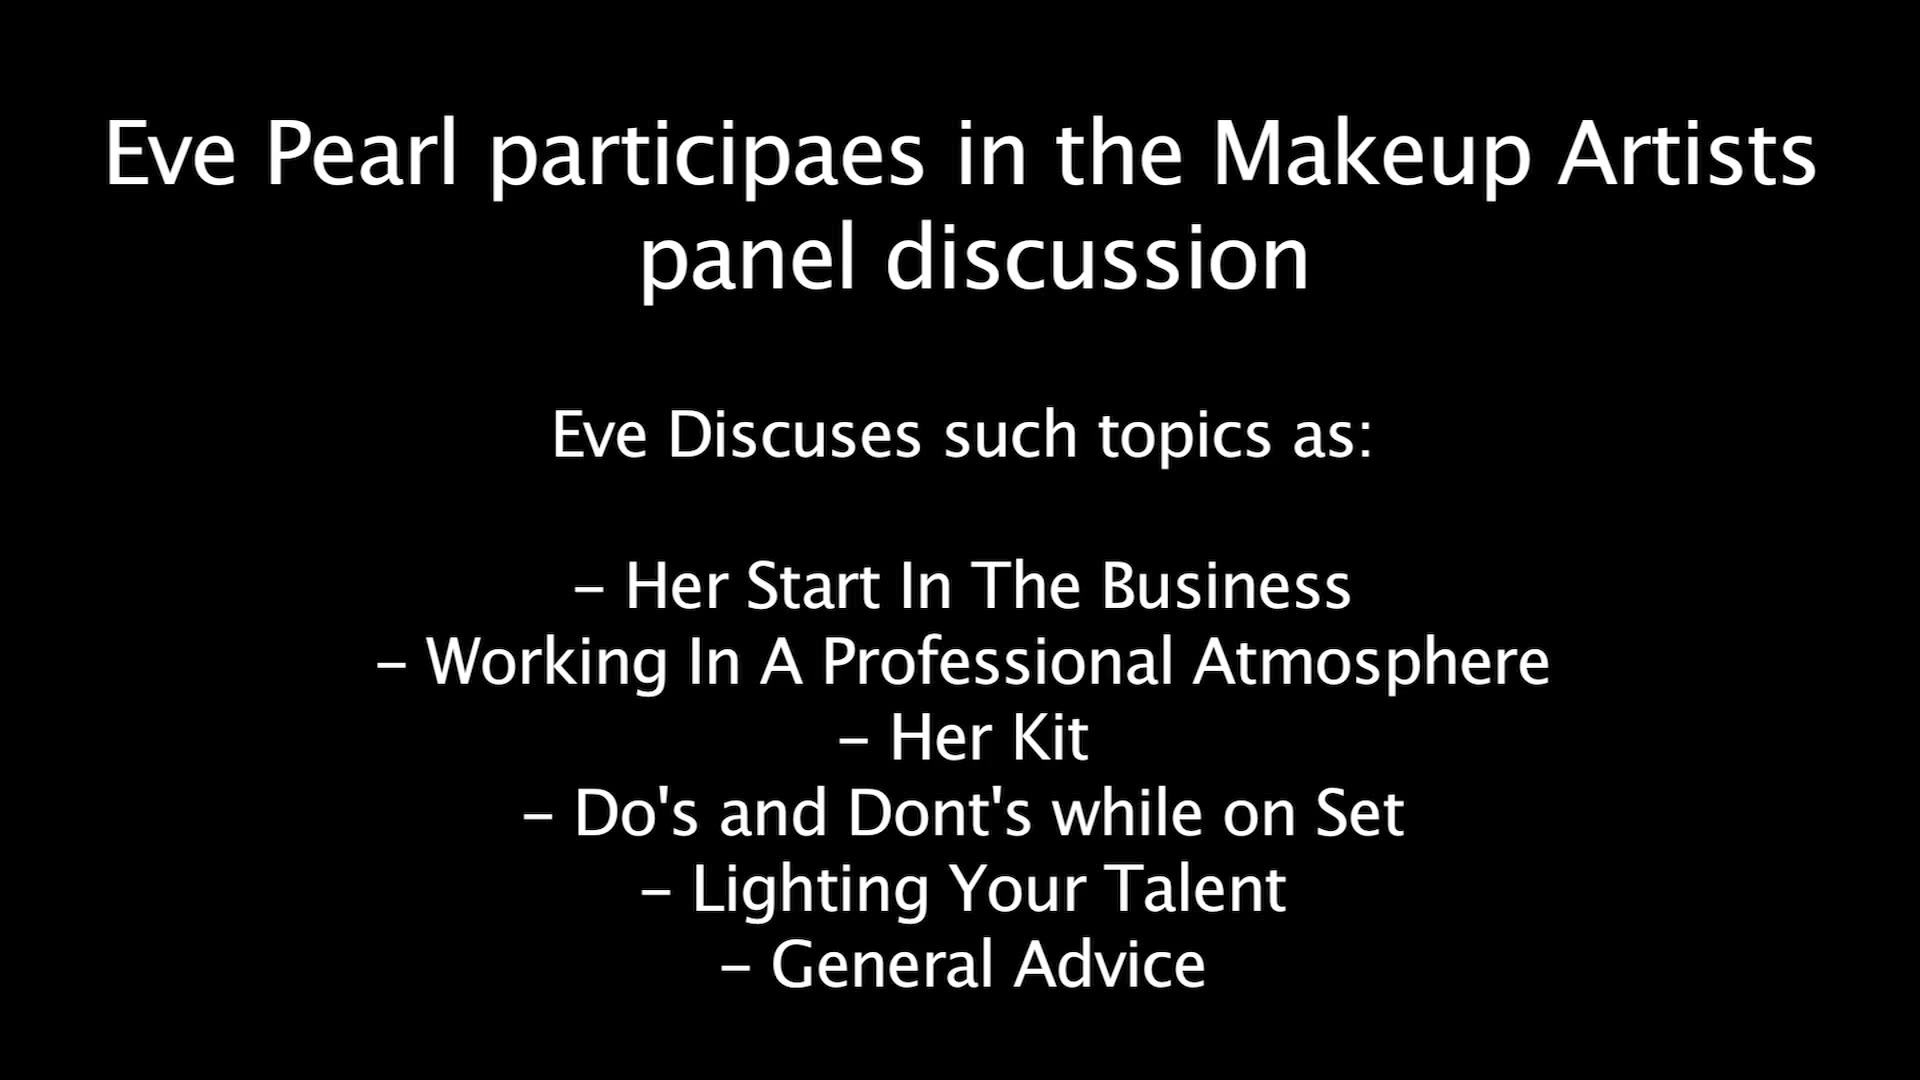 Eve Pearl participaes in the Makeup Artists
panel discussion
Eve Discuses such topics as:
– Her Start In The Business
– Working In A Professional Atmosphere
– Her Kit
– Do's and Dont's while on Set
– Lighting Your Talent
– General Advice